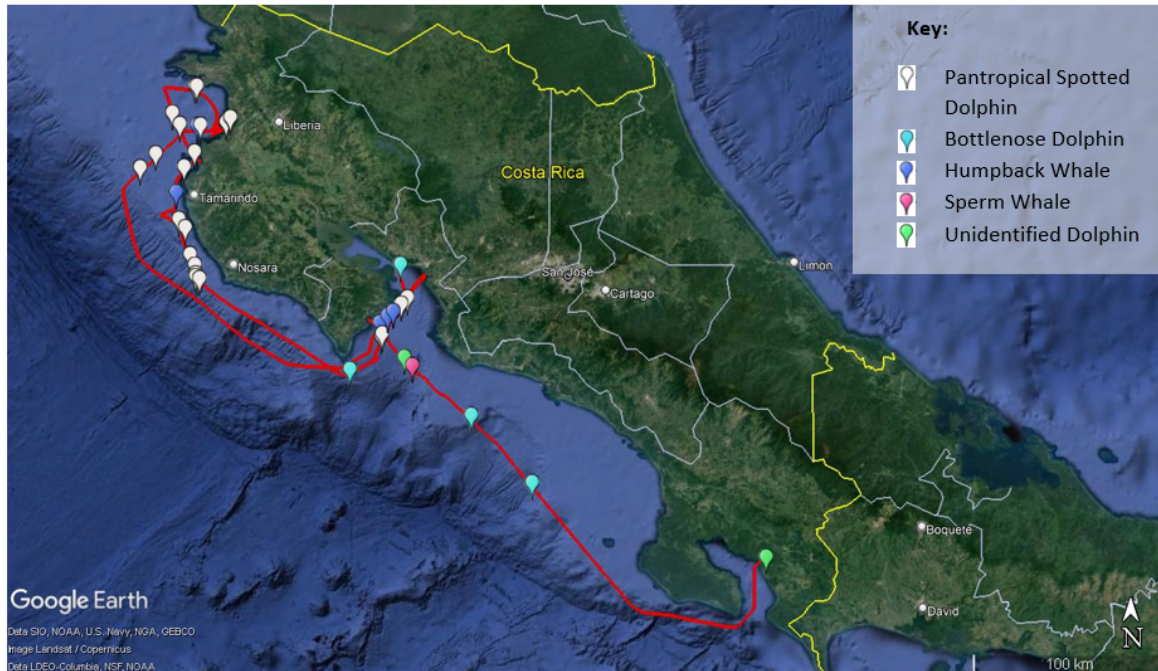 Key:
Pantropical Spotted
Dolphin
Bottlenose Dolphin
Humpback Whale
Sperm Whale
Unidentified Dolphin
Liberia
Costa Rica
Tamarindo
Nosara
San José
Limon
Cartago
Boquete
David
Google Earth
Data SIO, NOAA, U.S. Navy, NGA, GEBCO
Image Landsat / Copernicus
Data LDEO-Columbia, NSF, NOAA
100 km
N